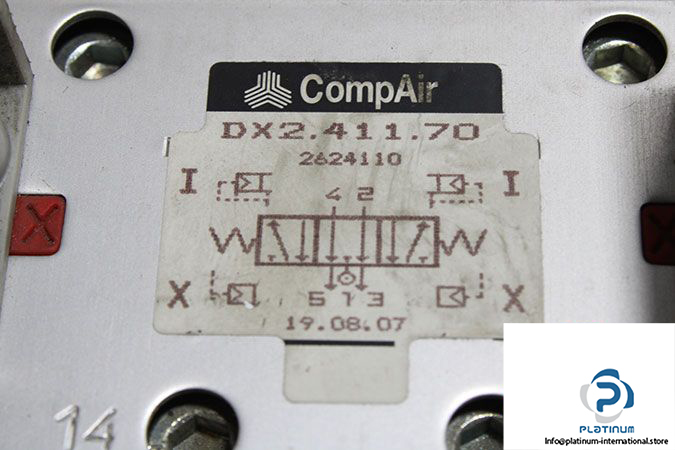 CompAir
DX2.411.70
2624110
I I
4 2
X X
X X
5 1 3
19.08.07
14
P
PLATINUM
Info@platinum-international.store